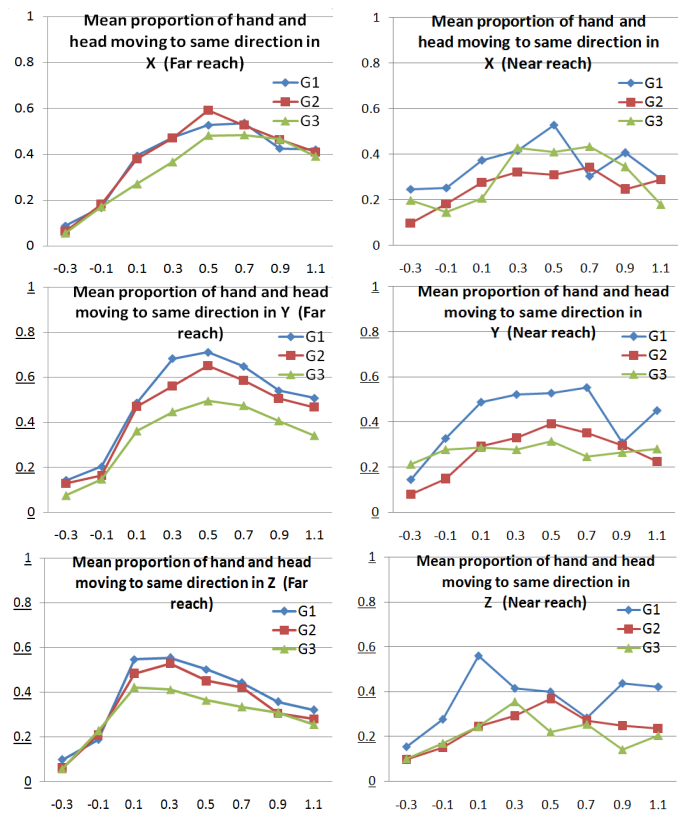 Mean proportion of hand and
head moving to same direction in
X (Far reach)
G1
G2
G3
1
0.8
0.6
0.4
0.2
0
-0.3 -0.1 0.1 0.3 0.5 0.7 0.9 1.1
Mean proportion of hand and
head moving to same direction in
X (Near reach)
G1
G2
G3
1
0.8
0.6
0.4
0.2
0
-0.3 -0.1 0.1 0.3 0.5 0.7 0.9 1.1
Mean proportion of hand and head
moving to same direction in Y (Far
reach)
G1
G2
G3
1
0.8
0.6
0.4
0.2
0
-0.3 -0.1 0.1 0.3 0.5 0.7 0.9 1.1
Mean proportion of hand and head
moving to same direction in
Y (Near reach)
G1
G2
G3
1
0.8
0.6
0.4
0.2
0
-0.3 -0.1 0.1 0.3 0.5 0.7 0.9 1.1
Mean proportion of hand and head
moving to same direction in Z (Far
reach)
G1
G2
G3
1
0.8
0.6
0.4
0.2
0
-0.3 -0.1 0.1 0.3 0.5 0.7 0.9 1.1
Mean proportion of hand and head
moving to same direction in
Z (Near reach)
G1
G2
G3
1
0.8
0.6
0.4
0.2
0
-0.3 -0.1 0.1 0.3 0.5 0.7 0.9 1.1